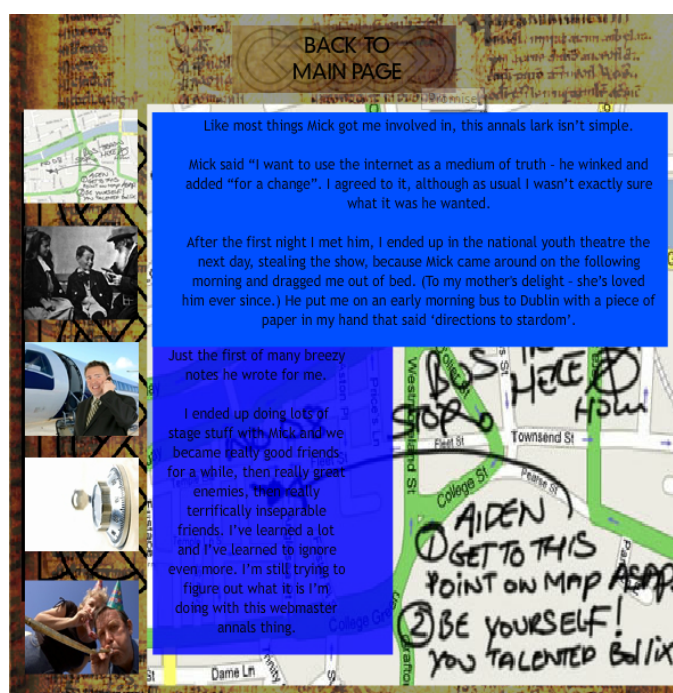 BACK TO
MAIN PAGE
Like most things Mick got me involved in, this annals lark isn't simple.
Mick said “I want to use the internet as a medium of truth - he winked and
added “for a change”. I agreed to it, although as usual I wasn't exactly sure
what it was he wanted.
After the first night I met him, I ended up in the national youth theatre the
next day, stealing the show, because Mick came around on the following
morning and dragged me out of bed. (To my mother's delight - she's loved
him ever since.) He put me on an early morning bus to Dublin with a piece of
paper in my hand that said ‘directions to stardom’.
Just the first of many breezy
notes he wrote for me.
I ended up doing lots of
stage stuff with Mick and we
became really good friends
for a while, then really great
enemies, then really
terrifically inseparable
friends. I've learned a lot
and I've learned to ignore
even more. I'm still trying to
figure out what it is I'm
doing with this webmaster
annals thing.
BUS
STOP
HERE
Westmoreland St
Fleet St
Townsend St
College St
Pearse St
AIDEN
① GET TO THIS
POINT ON MAP ASAP
② BE YOURSELF!
YOU TALENTED Bollix
College Gre
Grafton
Trinity
Dame Ln